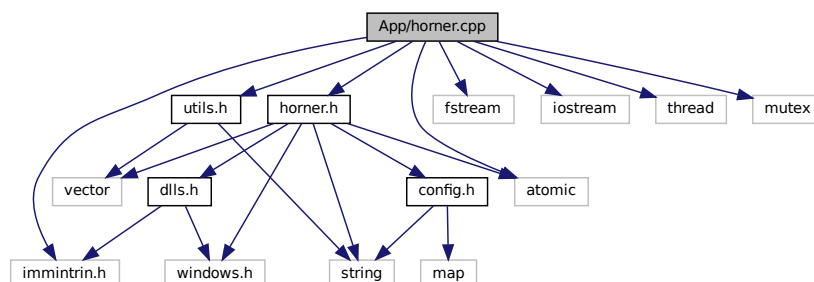 App/horner.cpp
utils.h
horner.h
fstream
iostream
thread
mutex
vector
dlls.h
config.h
atomic
immintrin.h
windows.h
string
map